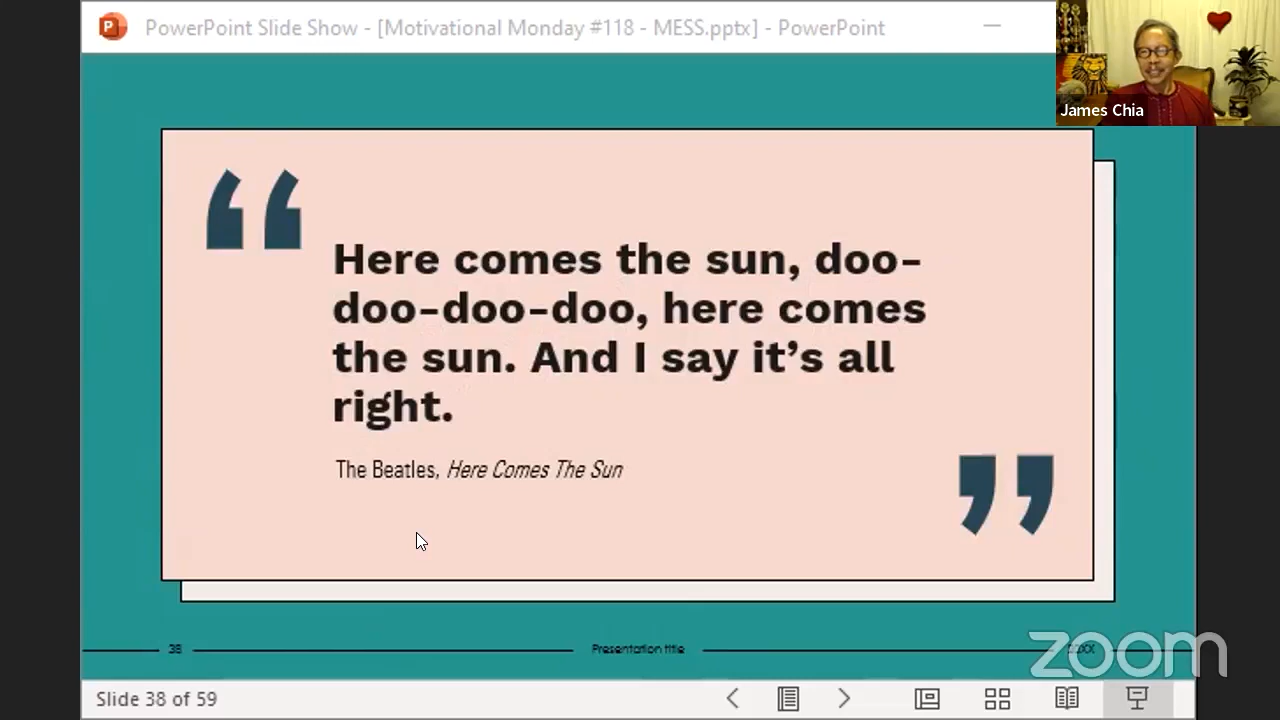 PowerPoint Slide Show - [Motivational Monday #118 - MESS.pptx] - PowerPoint
James Chia
Here comes the sun, doo-
doo-doo-doo, here comes
the sun. And I say it’s all
right.
The Beatles, Here Comes The Sun
38
Presentation title
zoom
Slide 38 of 59